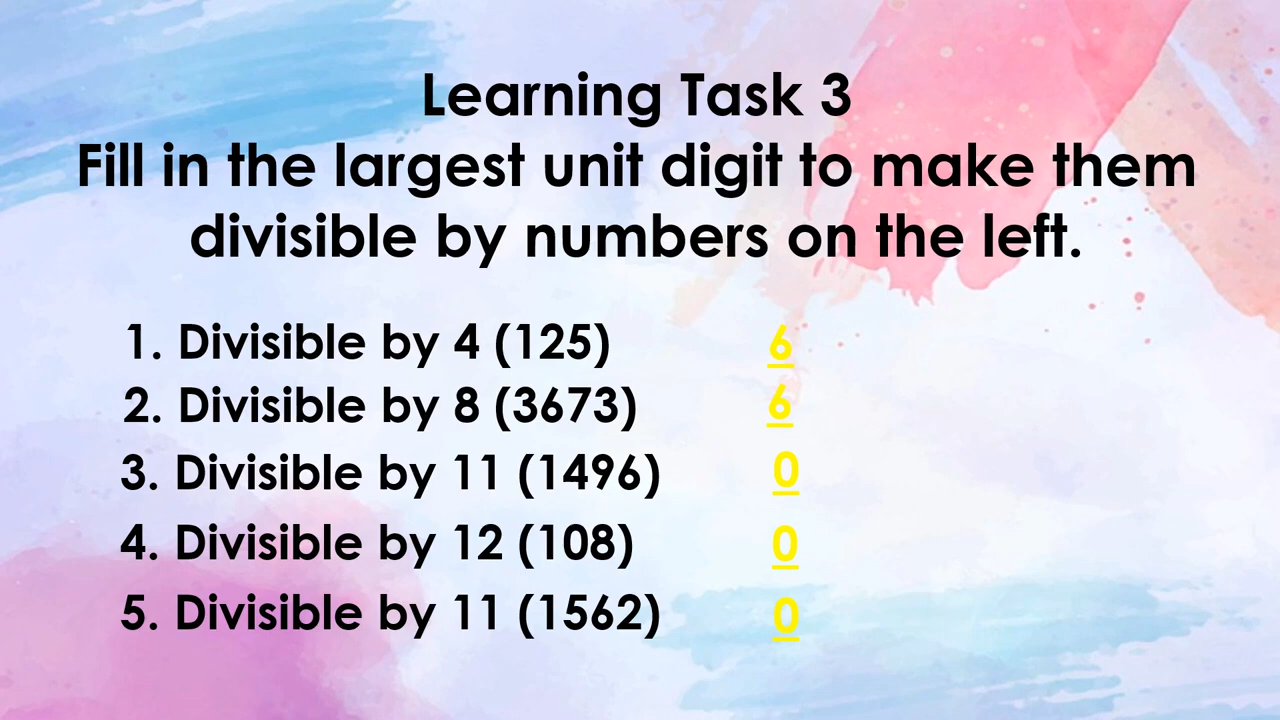 Learning Task 3
Fill in the largest unit digit to make them
divisible by numbers on the left.
1. Divisible by 4 (125) 6
2. Divisible by 8 (3673) 6
3. Divisible by 11 (1496) 0
4. Divisible by 12 (108) 0
5. Divisible by 11 (1562) 0